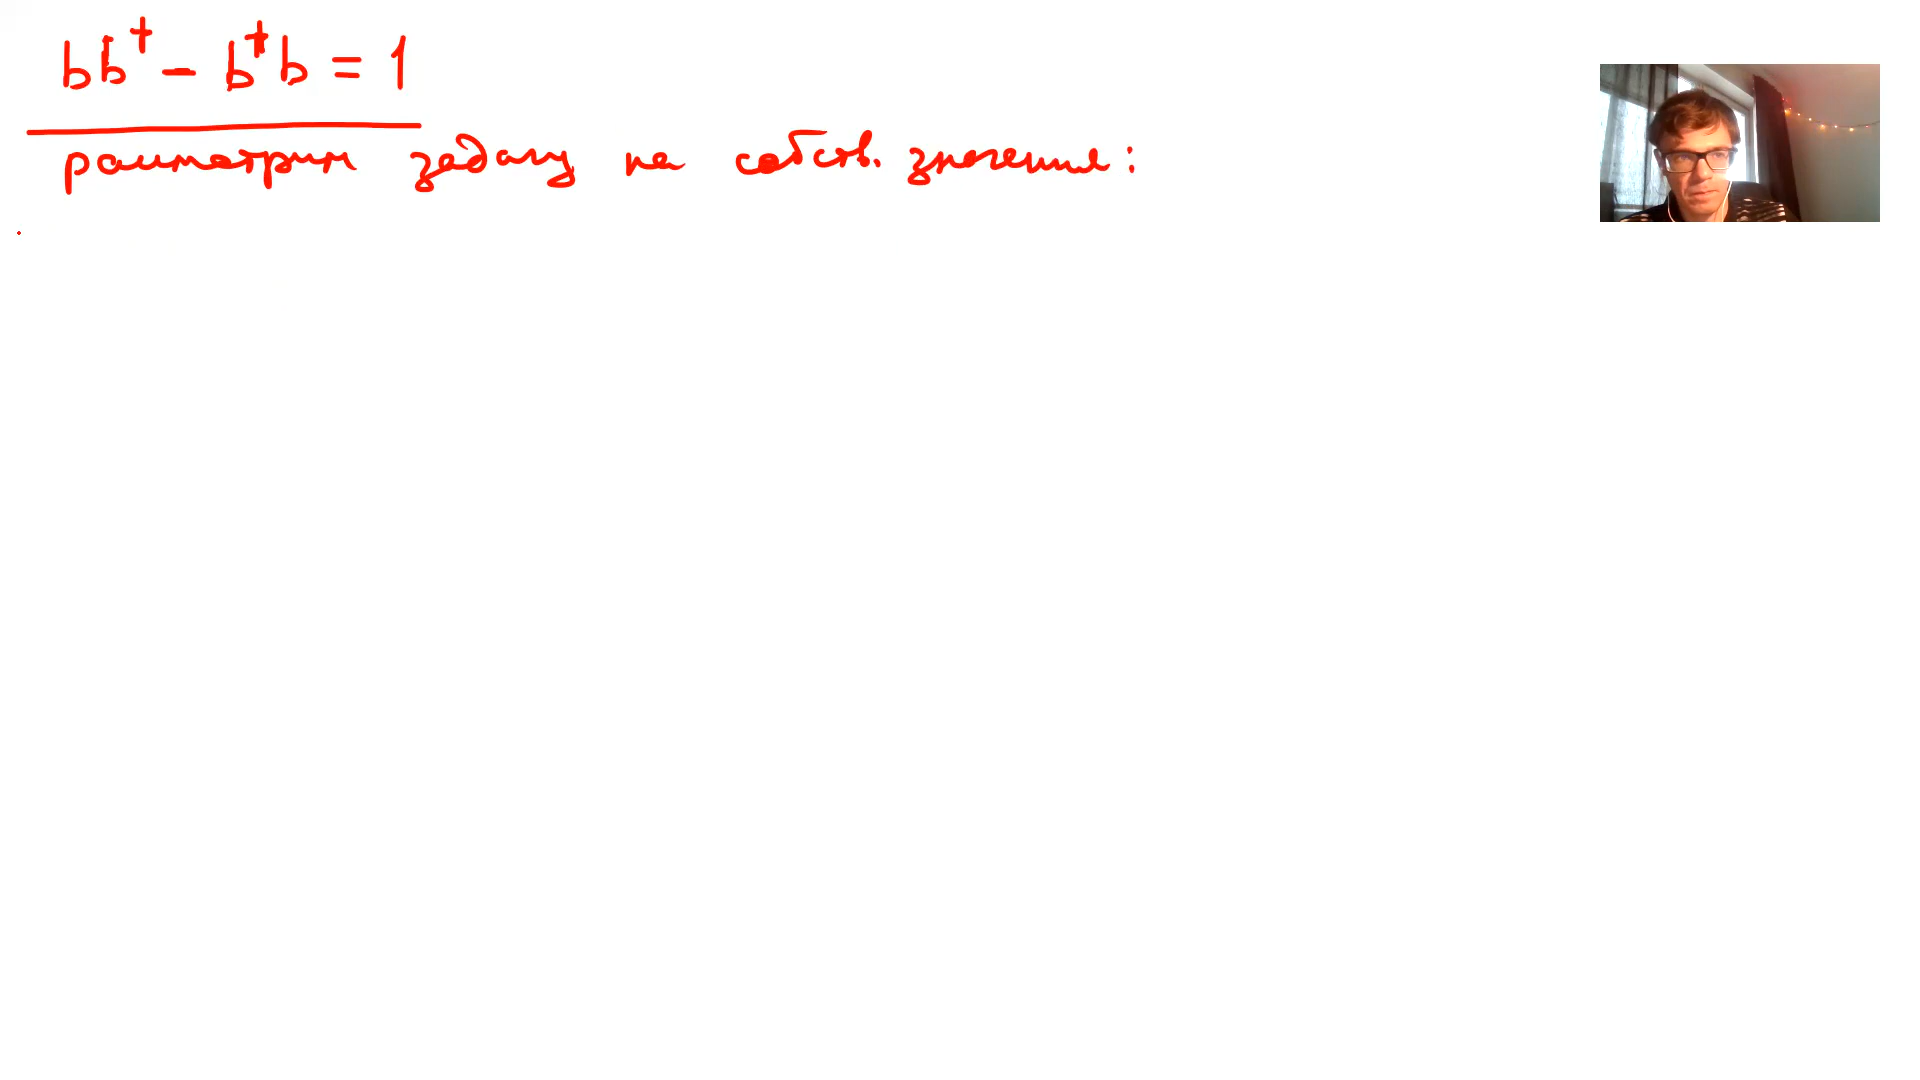 bb⁺ - b⁺b = 1
рассмотрим задачу на собств. значения: